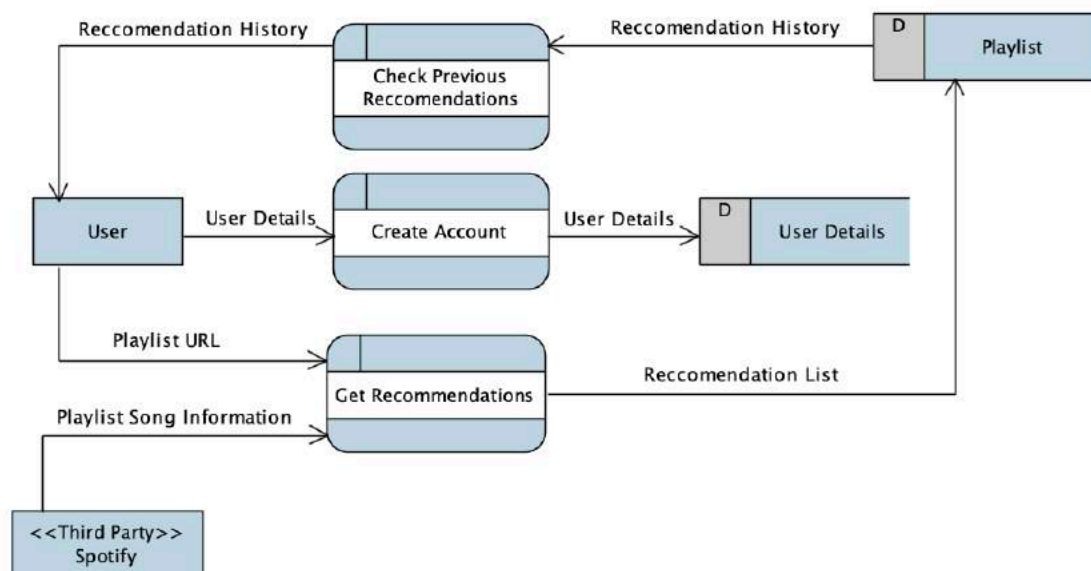 Reccomendation History
Reccomendation History
D
Playlist
Check Previous
Reccomendations
User
User Details
Create Account
User Details
D
User Details
Playlist URL
Get Recommendations
Reccomendation List
Playlist Song Information
<<Third Party>>
Spotify